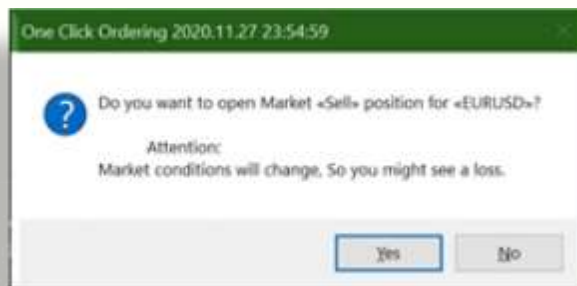 One Click Ordering 2020.11.27 23:54:59
Do you want to open Market «Sell» position for «EURUSD»?
Attention:
Market conditions will change, So you might see a loss.
Yes
No